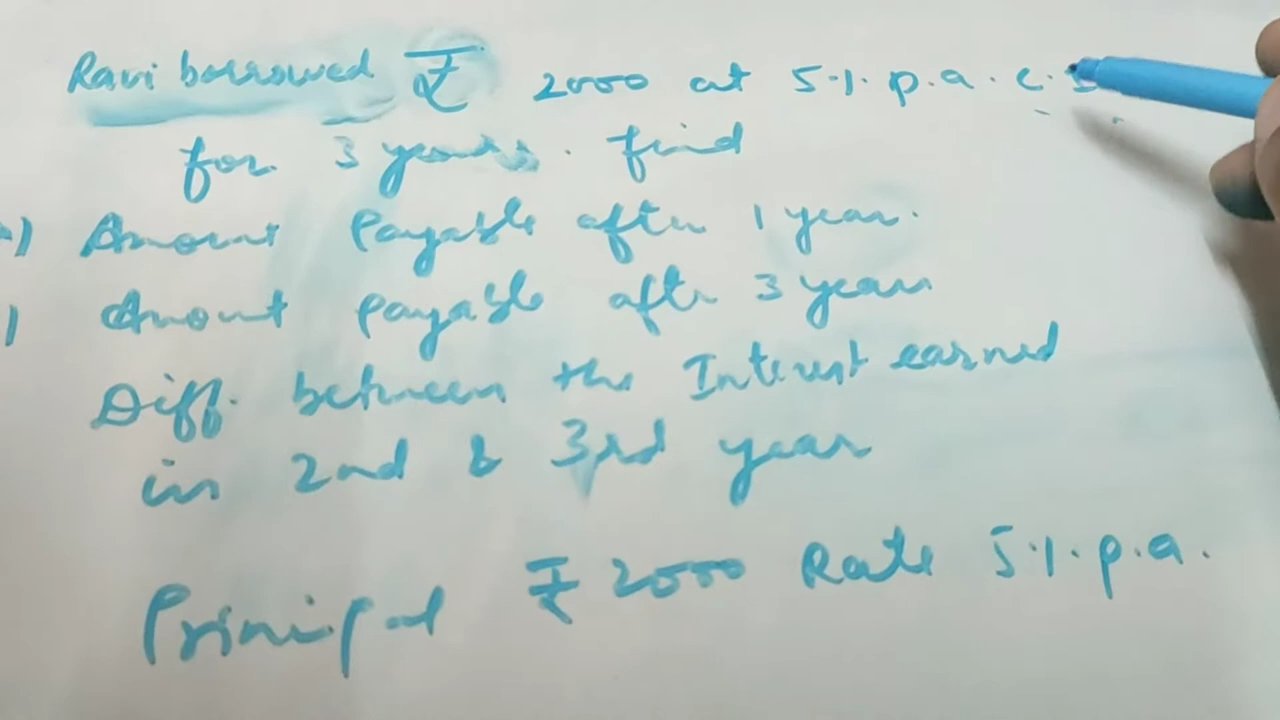 Ravi borrowed ₹ 2000 at 5%. p.a. c.
for 3 years. find
) Amount payable after 1 year.
) Amount payable after 3 years
Diff. between the Interest earned
in 2nd & 3rd year
Principal ₹ 2000 Rate 5%. p.a.